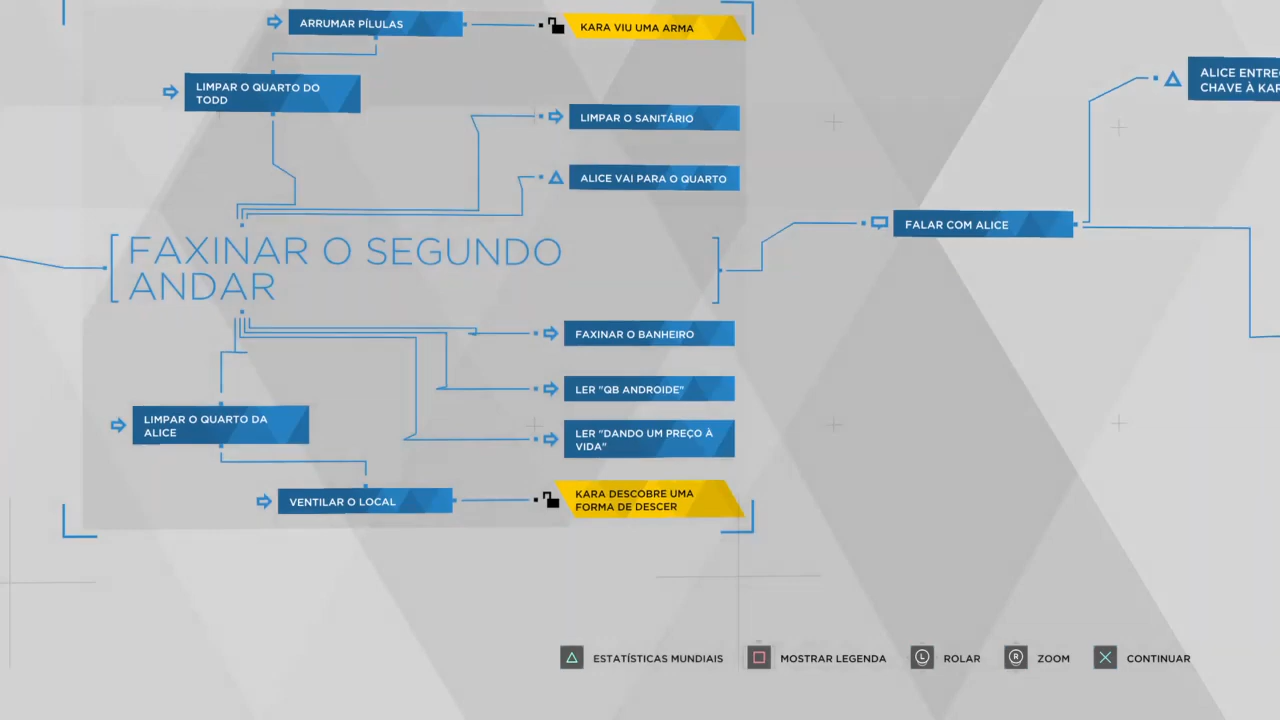 ARRUMAR PÍLULAS
KARA VIU UMA ARMA
LIMPAR O QUARTO DO
TODD
ALICE ENTRE
CHAVE À KAR
LIMPAR O SANITÁRIO
ALICE VAI PARA O QUARTO
FALAR COM ALICE
FAXINAR O SEGUNDO
ANDAR
FAXINAR O BANHEIRO
LER "QB ANDROIDE"
LIMPAR O QUARTO DA
ALICE
LER "DANDO UM PREÇO À
VIDA"
VENTILAR O LOCAL
KARA DESCOBRE UMA
FORMA DE DESCER
ESTATÍSTICAS MUNDIAIS
MOSTRAR LEGENDA
L
ROLAR
R
ZOOM
CONTINUAR